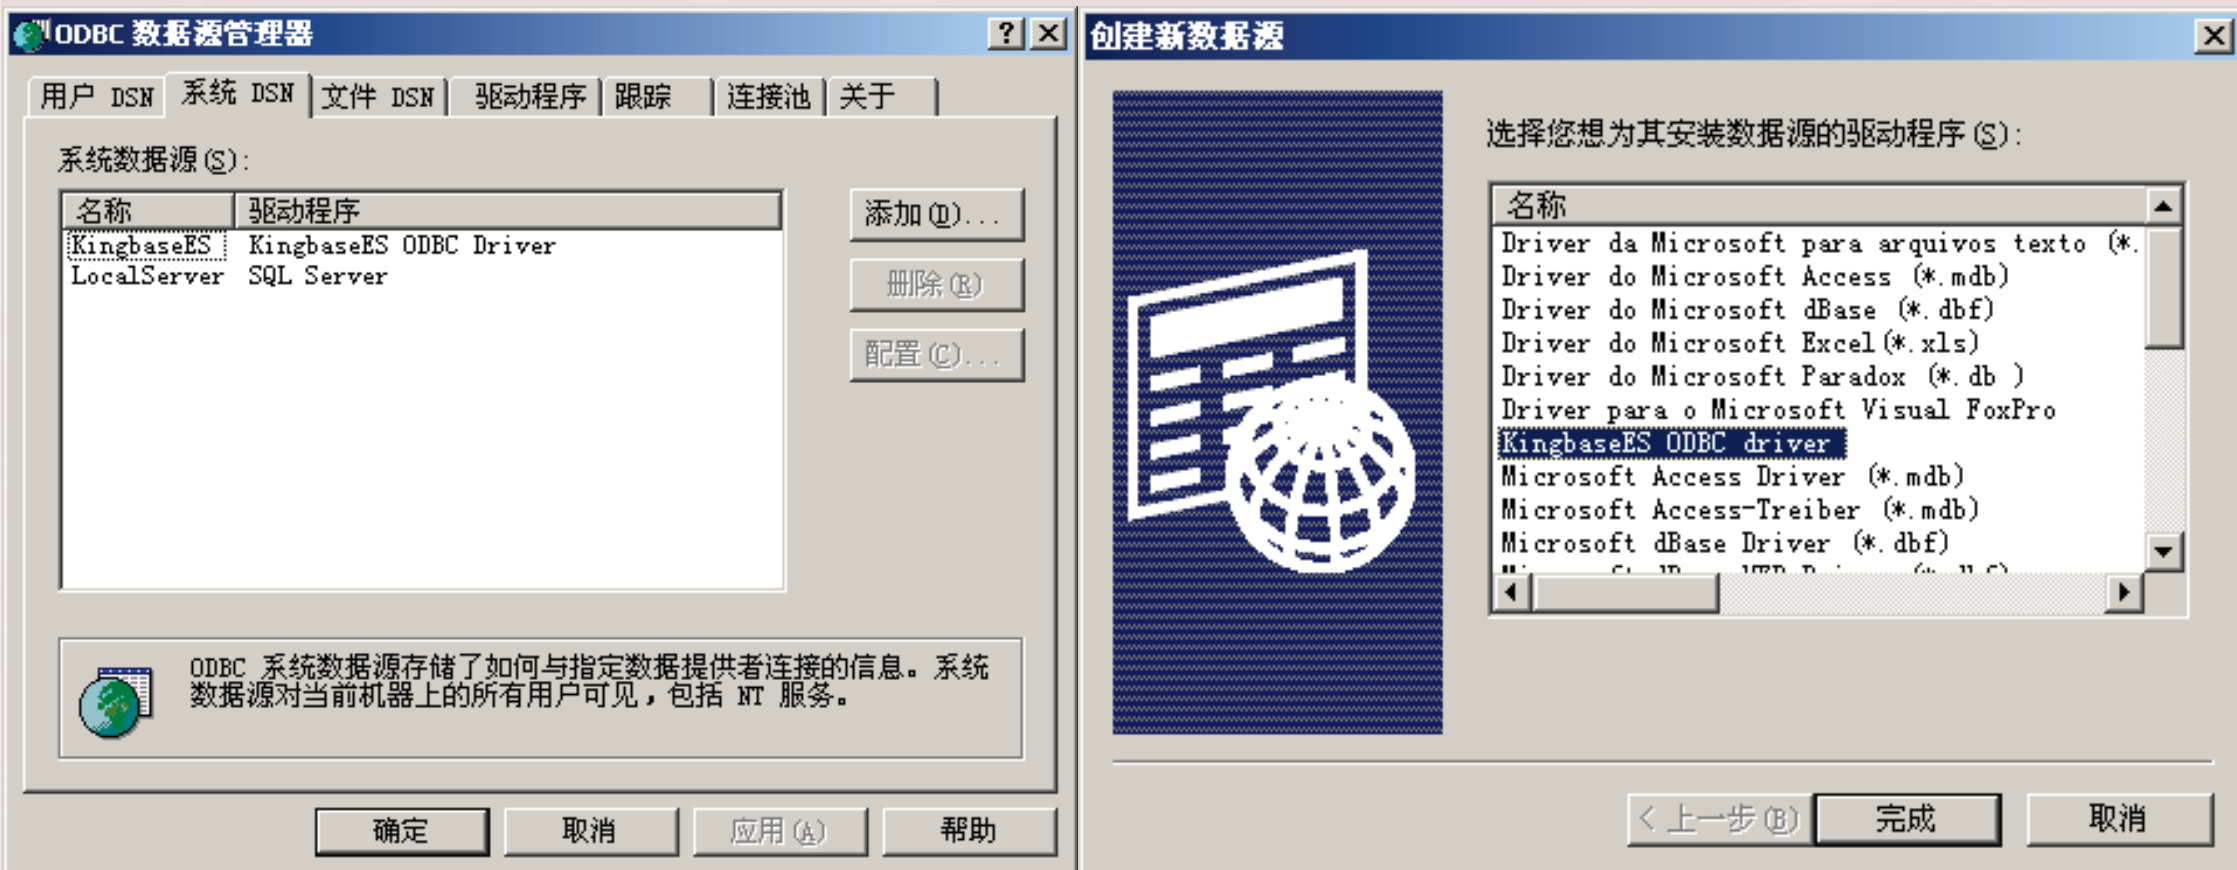 ODBC 数据源管理器
用户 DSN
系统 DSN
文件 DSN
驱动程序
跟踪
连接池
关于
系统数据源(S):
名称 驱动程序
KingbaseES KingbaseES ODBC Driver
LocalServer SQL Server
添加(D)...
删除(R)
配置(C)...
ODBC 系统数据源存储了如何与指定数据提供者连接的信息。系统
数据源对当前机器上的所有用户可见，包括 NT 服务。
确定
取消
应用(A)
帮助
创建新数据源
选择您想为其安装数据源的驱动程序(S):
名称
Driver da Microsoft para arquivos texto (*.
Driver do Microsoft Access (*.mdb)
Driver do Microsoft dBase (*.dbf)
Driver do Microsoft Excel(*.xls)
Driver do Microsoft Paradox (*.db )
Driver para o Microsoft Visual FoxPro
KingbaseES ODBC driver
Microsoft Access Driver (*.mdb)
Microsoft Access-Treiber (*.mdb)
Microsoft dBase Driver (*.dbf)
< 上一步(B)
完成
取消